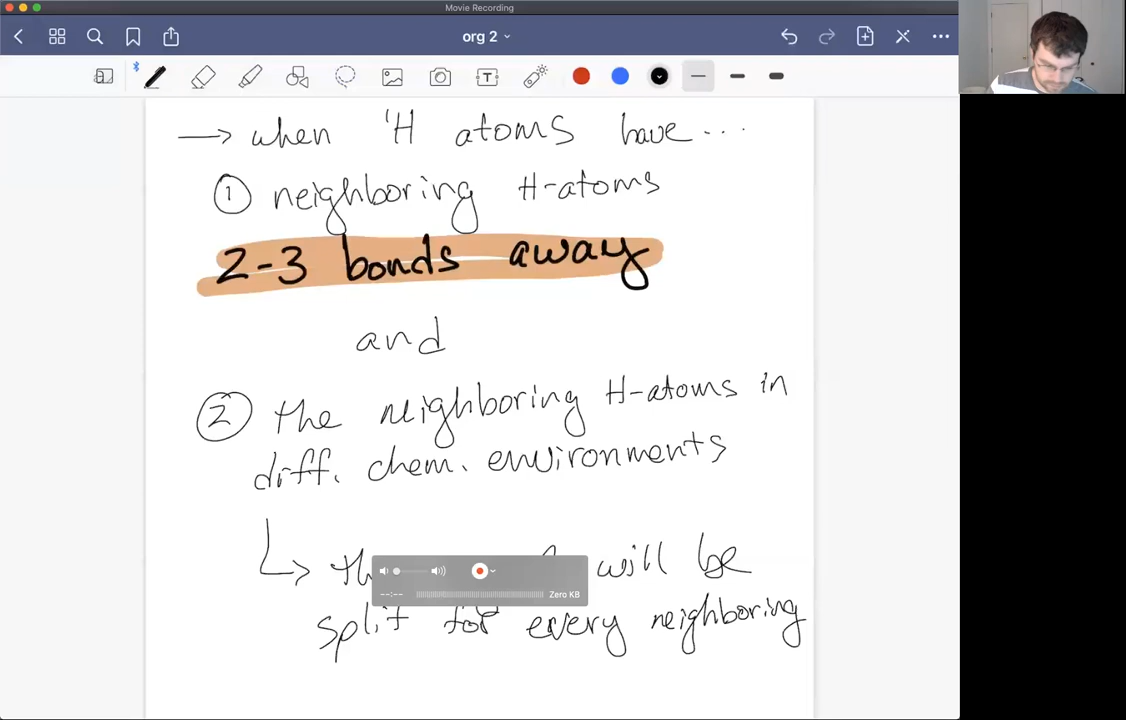 Movie Recording
org 2
→ when ¹H atoms have...
① neighboring H-atoms
2-3 bonds away
and
② the neighboring H-atoms in
diff. chem. environments
↳ will be
split for every neighboring
--:--
Zero KB